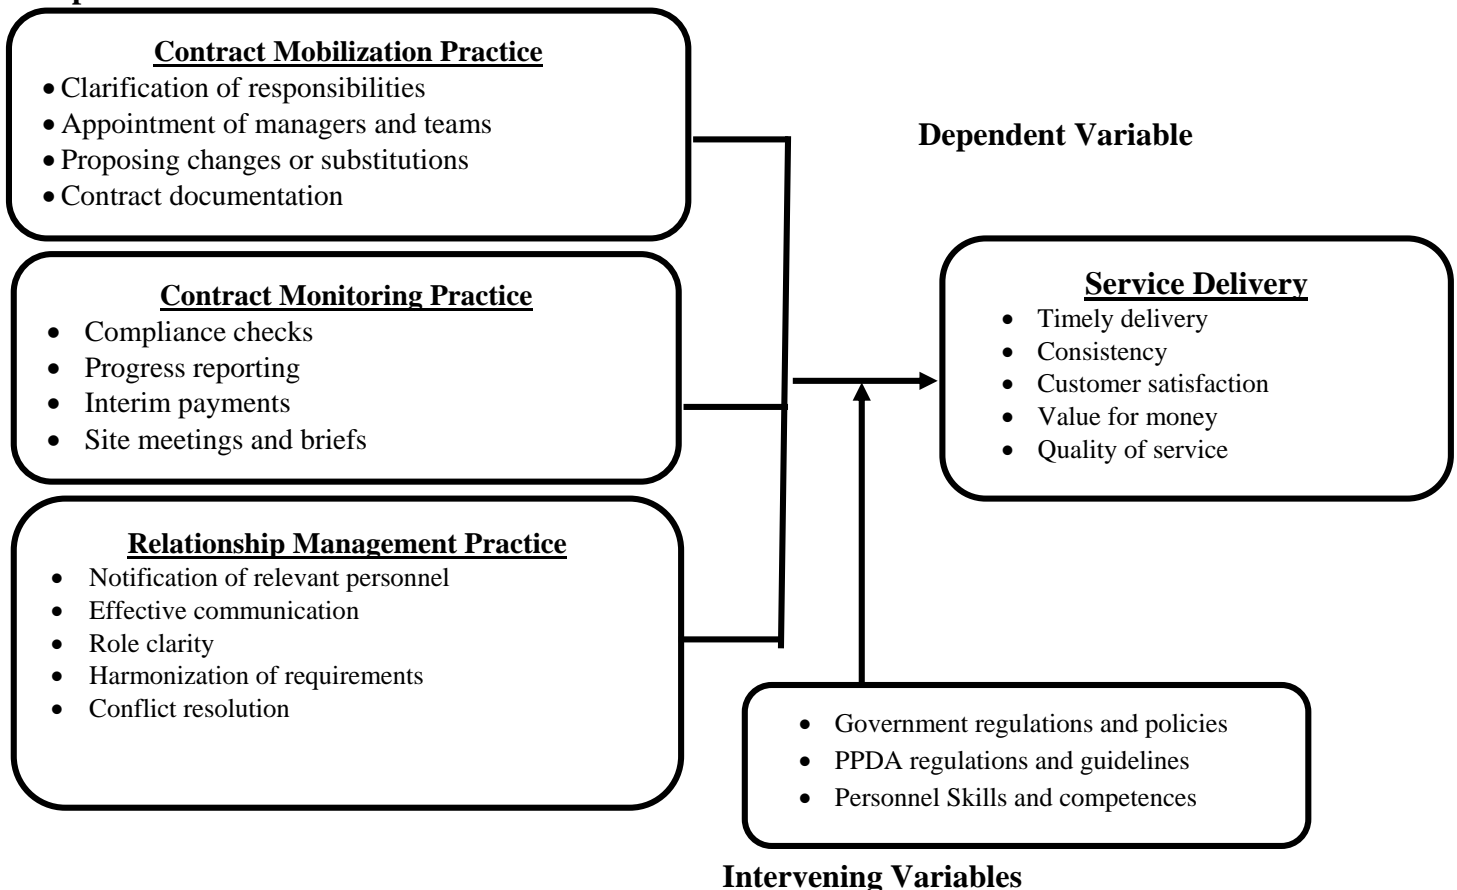 Contract Mobilization Practice
• Clarification of responsibilities
• Appointment of managers and teams
• Proposing changes or substitutions
• Contract documentation
Dependent Variable
Contract Monitoring Practice
• Compliance checks
• Progress reporting
• Interim payments
• Site meetings and briefs
Service Delivery
• Timely delivery
• Consistency
• Customer satisfaction
• Value for money
• Quality of service
Relationship Management Practice
• Notification of relevant personnel
• Effective communication
• Role clarity
• Harmonization of requirements
• Conflict resolution
• Government regulations and policies
• PPDA regulations and guidelines
• Personnel Skills and competences
Intervening Variables